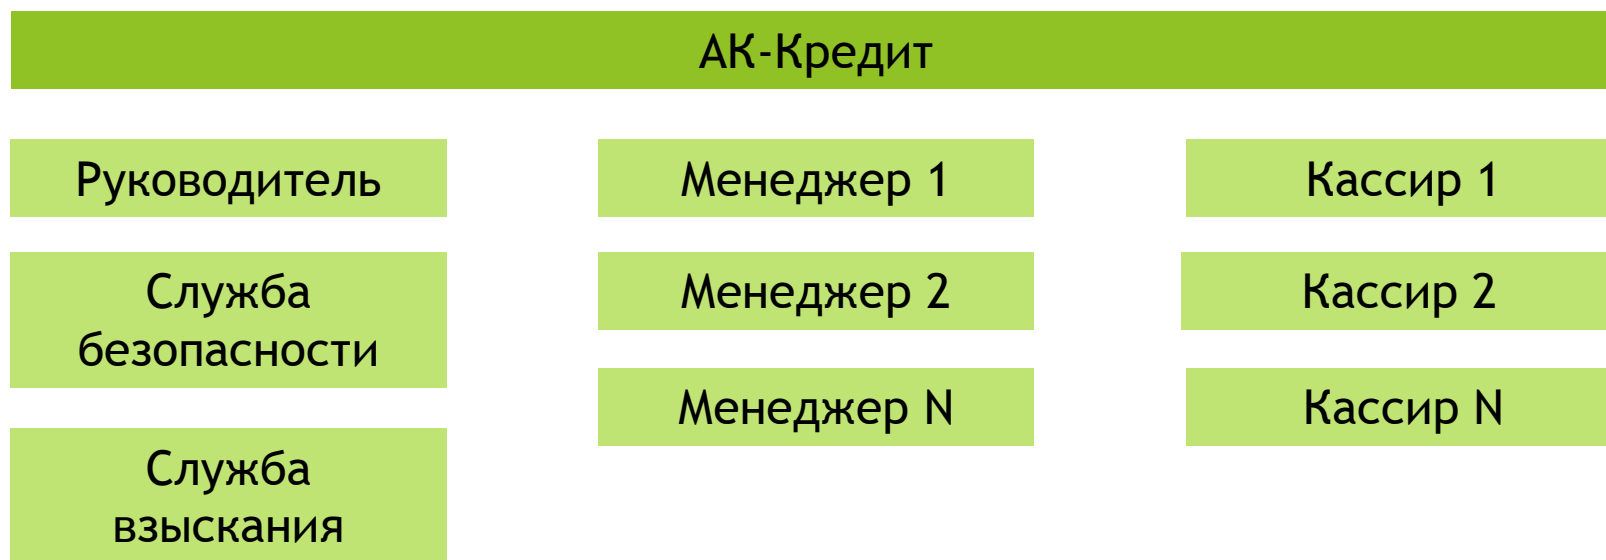 АК-Кредит
Руководитель
Менеджер 1
Кассир 1
Служба
безопасности
Менеджер 2
Кассир 2
Менеджер N
Кассир N
Служба
взыскания